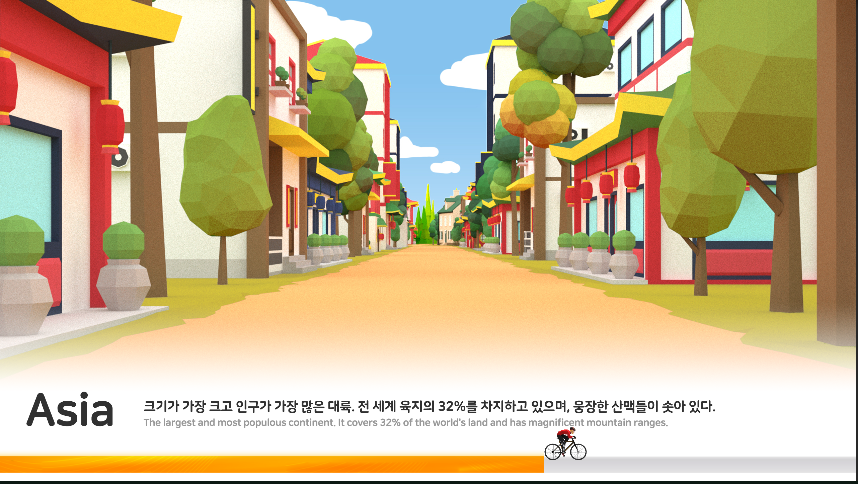 Asia
크기가 가장 크고 인구가 가장 많은 대륙. 전 세계 육지의 32%를 차지하고 있으며, 웅장한 산맥들이 솟아 있다.
The largest and most populous continent. It covers 32% of the world's land and has magnificent mountain ranges.